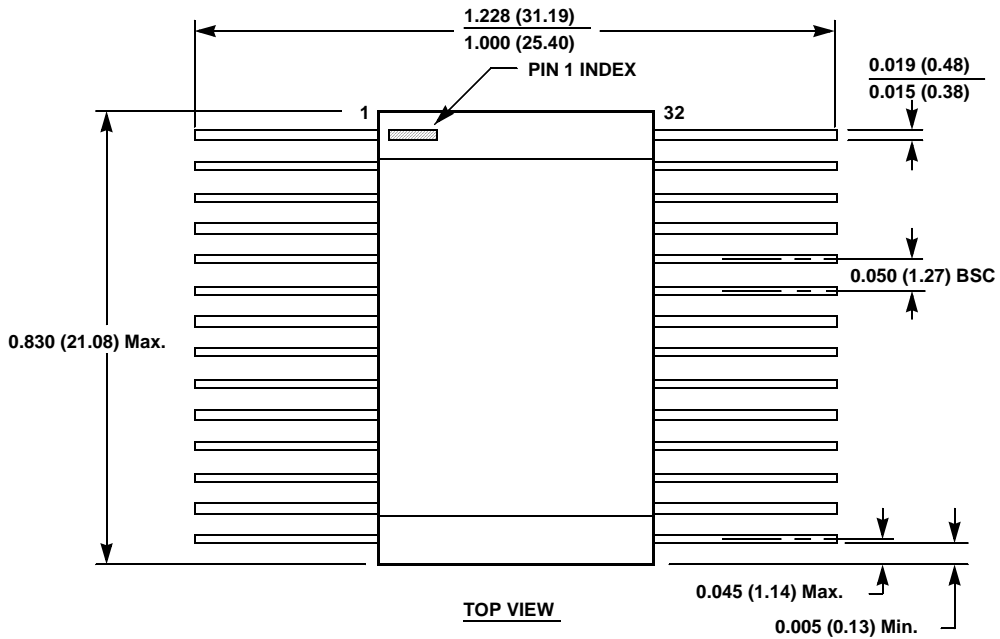 1.228 (31.19)
1.000 (25.40)
PIN 1 INDEX
0.019 (0.48)
0.015 (0.38)
1
32
0.050 (1.27) BSC
0.830 (21.08) Max.
0.045 (1.14) Max.
TOP VIEW
0.005 (0.13) Min.